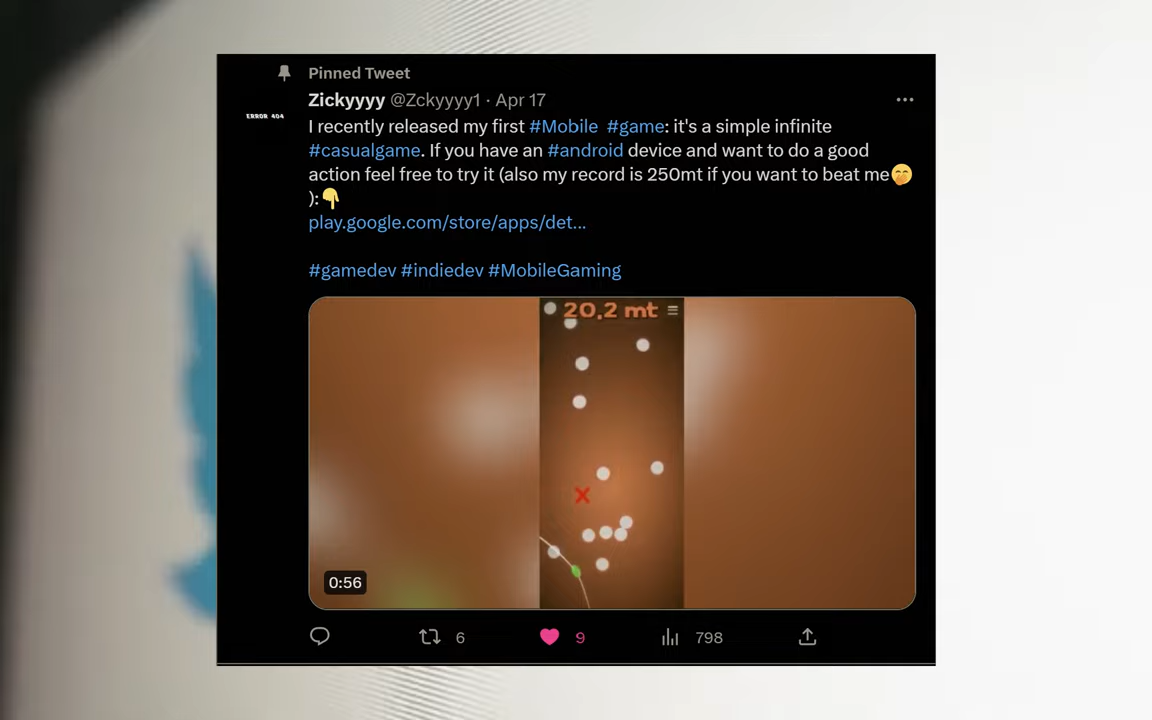 Pinned Tweet
Zickyyyy @Zckyyyy1 · Apr 17
ERROR 404
I recently released my first #Mobile #game: it's a simple infinite
#casualgame. If you have an #android device and want to do a good
action feel free to try it (also my record is 250mt if you want to beat me🤭
):👇
play.google.com/store/apps/det...
#gamedev #indiedev #MobileGaming
20,2 mt
X
0:56
6 9 798